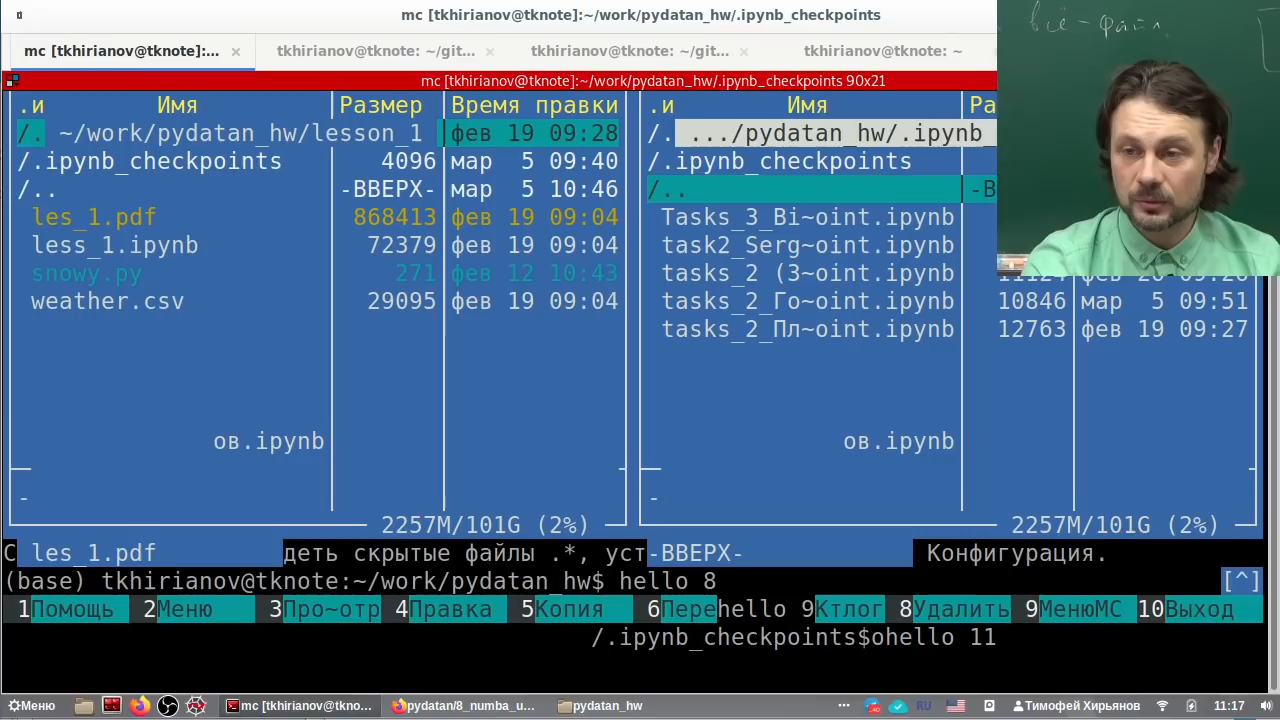 mc [tkhirianov@tknote:~/work/pydatan_hw/.ipynb_checkpoints
всё-файл
mc [tkhirianov@tknote]:... × tkhirianov@tknote: ~/git... × tkhirianov@tknote: ~/git... × tkhirianov@tknote: ~
mc [tkhirianov@tknote]:~/work/pydatan_hw/.ipynb_checkpoints 90x21
.и Имя Размер Время правки .и Имя Ра
/. ~/work/pydatan_hw/lesson_1 фев 19 09:28 /. .../pydatan_hw/.ipynb
/.ipynb_checkpoints 4096 мар 5 09:40 /.ipynb_checkpoints
/.. -ВВЕРХ- мар 5 10:46 /.. -В
les_1.pdf 868413 фев 19 09:04 Tasks_3_Bi~oint.ipynb
less_1.ipynb 72379 фев 19 09:04 task2_Serg~oint.ipynb
snowy.py 271 фев 12 10:43 tasks_2 (3~oint.ipynb
weather.csv 29095 фев 19 09:04 tasks_2_Го~oint.ipynb 10846 мар 5 09:51
tasks_2_Пл~oint.ipynb 12763 фев 19 09:27
ов.ipynb ов.ipynb
- -
2257M/101G (2%) 2257M/101G (2%)
С les_1.pdf деть скрытые файлы .*, уст-ВВЕРХ- Конфигурация.
(base) tkhirianov@tknote:~/work/pydatan_hw$ hello 8 [^]
1Помощь 2Меню 3Про~отр 4Правка 5Копия 6Переhello 9Ктлог 8Удалить 9МенюMC 10Выход
/.ipynb_checkpoints$ohello 11
Меню mc [tkhirianov@tkno... pydatan/8_numba_u... pydatan_hw ... RU Тимофей Хирьянов 11:17